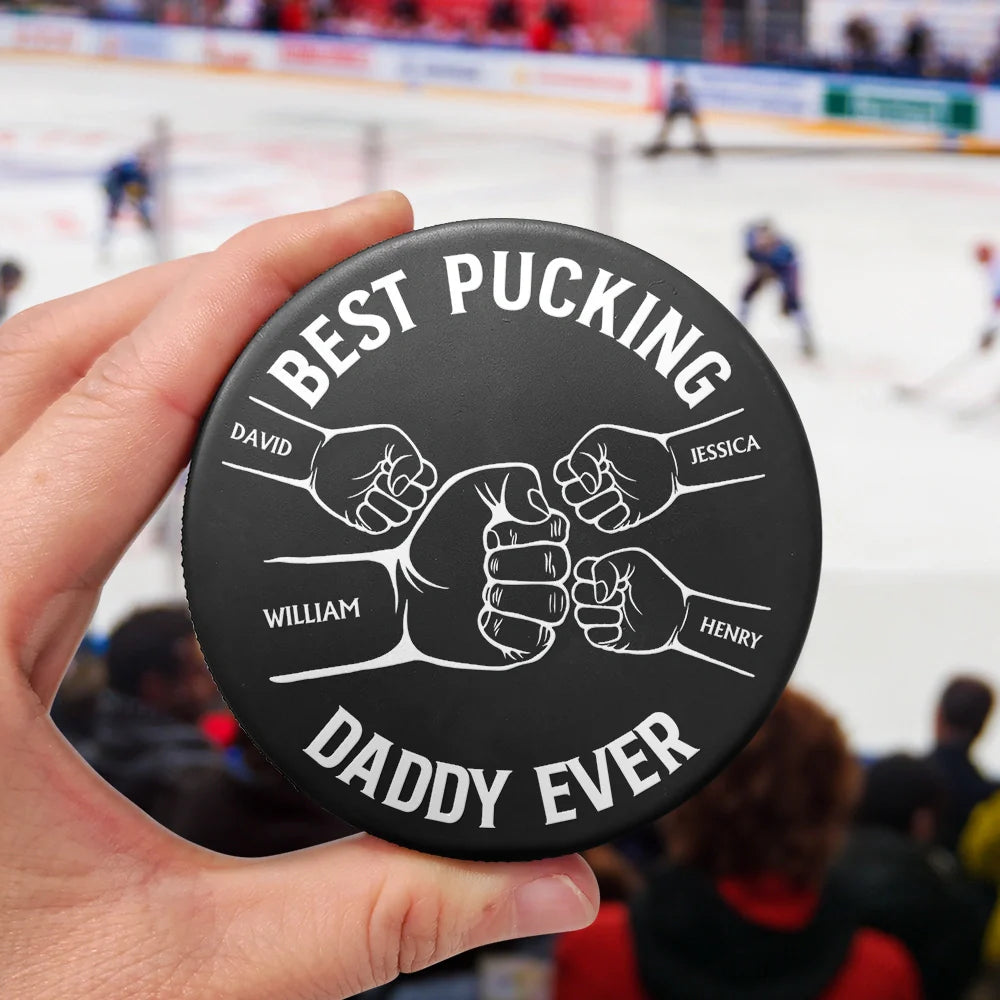 BEST PUCKING
DAVID
JESSICA
WILLIAM
HENRY
DADDY EVER